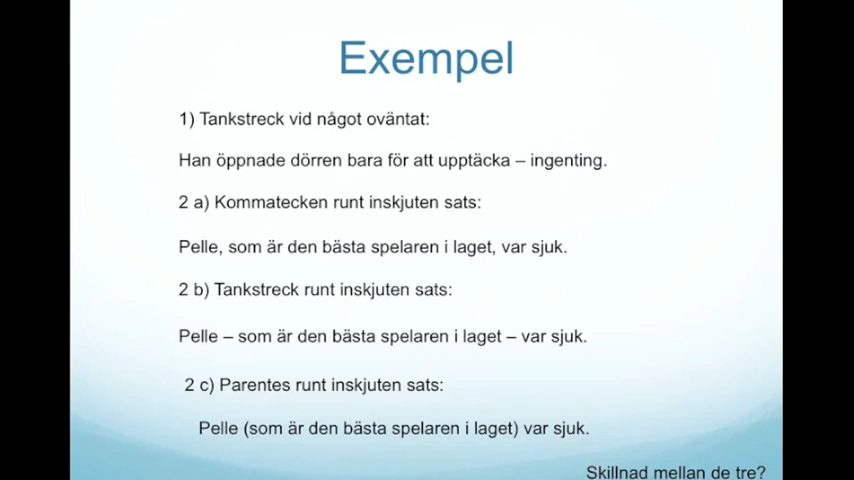 Exempel
1) Tankstreck vid något oväntat:
Han öppnade dörren bara för att upptäcka – ingenting.
2 a) Kommatecken runt inskjuten sats:
Pelle, som är den bästa spelaren i laget, var sjuk.
2 b) Tankstreck runt inskjuten sats:
Pelle – som är den bästa spelaren i laget – var sjuk.
2 c) Parentes runt inskjuten sats:
Pelle (som är den bästa spelaren i laget) var sjuk.
Skillnad mellan de tre?